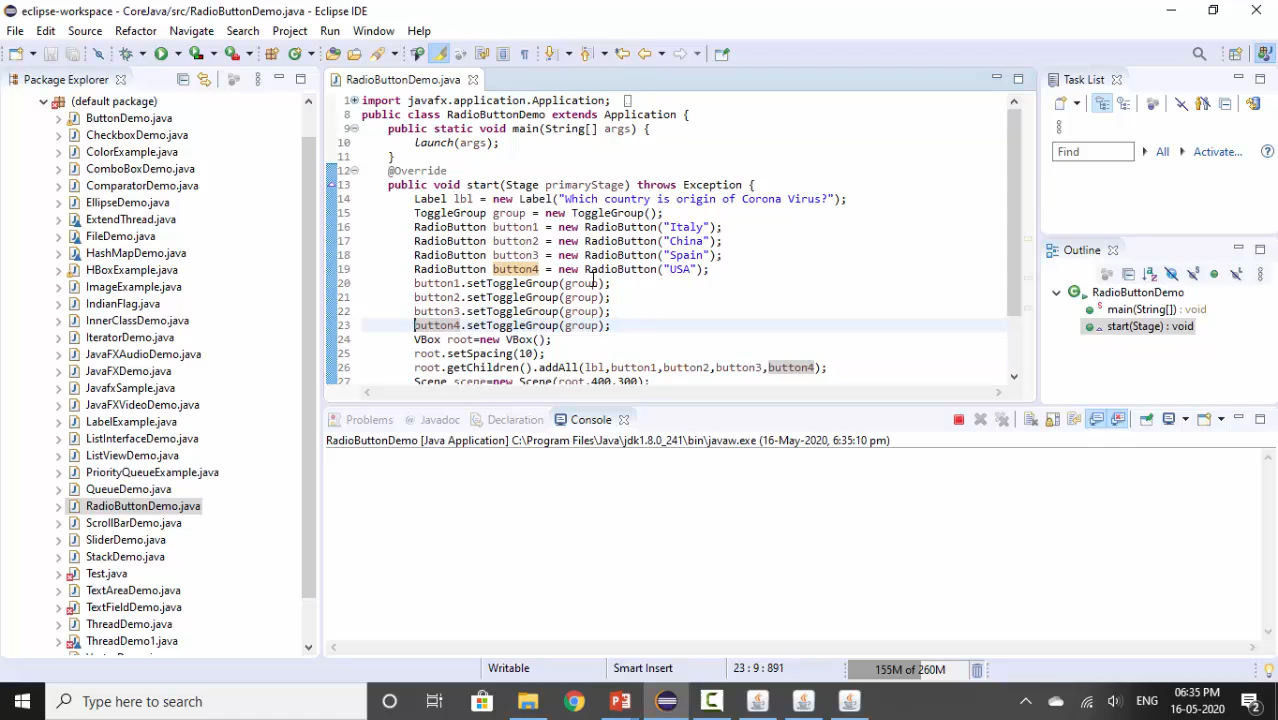 eclipse-workspace - CoreJava/src/RadioButtonDemo.java - Eclipse IDE
File Edit Source Refactor Navigate Search Project Run Window Help
Package Explorer
(default package)
ButtonDemo.java
CheckboxDemo.java
ColorExample.java
ComboBoxDemo.java
ComparatorDemo.java
EllipseDemo.java
ExtendThread.java
FileDemo.java
HashMapDemo.java
HBoxExample.java
ImageExample.java
IndianFlag.java
InnerClassDemo.java
IteratorDemo.java
JavaFXAudioDemo.java
JavaFXDemo.java
JavafxSample.java
JavaFXVideoDemo.java
LabelExample.java
ListInterfaceDemo.java
ListViewDemo.java
PriorityQueueExample.java
QueueDemo.java
RadioButtonDemo.java
ScrollBarDemo.java
SliderDemo.java
StackDemo.java
Test.java
TextAreaDemo.java
TextFieldDemo.java
ThreadDemo.java
ThreadDemo1.java
RadioButtonDemo.java
1 import javafx.application.Application;
8 public class RadioButtonDemo extends Application {
9 public static void main(String[] args) {
10 launch(args);
11 }
12 @Override
13 public void start(Stage primaryStage) throws Exception {
14 Label lbl = new Label("Which country is origin of Corona Virus?");
15 ToggleGroup group = new ToggleGroup();
16 RadioButton button1 = new RadioButton("Italy");
17 RadioButton button2 = new RadioButton("China");
18 RadioButton button3 = new RadioButton("Spain");
19 RadioButton button4 = new RadioButton("USA");
20 button1.setToggleGroup(group);
21 button2.setToggleGroup(group);
22 button3.setToggleGroup(group);
23 button4.setToggleGroup(group);
24 VBox root=new VBox();
25 root.setSpacing(10);
26 root.getChildren().addAll(lbl,button1,button2,button3,button4);
27 Scene scene=new Scene(root,400,300);
Task List
Find All Activate...
Outline
RadioButtonDemo
main(String[]) : void
start(Stage) : void
Problems Javadoc Declaration Console
RadioButtonDemo [Java Application] C:\Program Files\Java\jdk1.8.0_241\bin\javaw.exe (16-May-2020, 6:35:10 pm)
Writable Smart Insert 23 : 9 : 891 155M of 260M
Type here to search
ENG
06:35 PM
16-05-2020
2